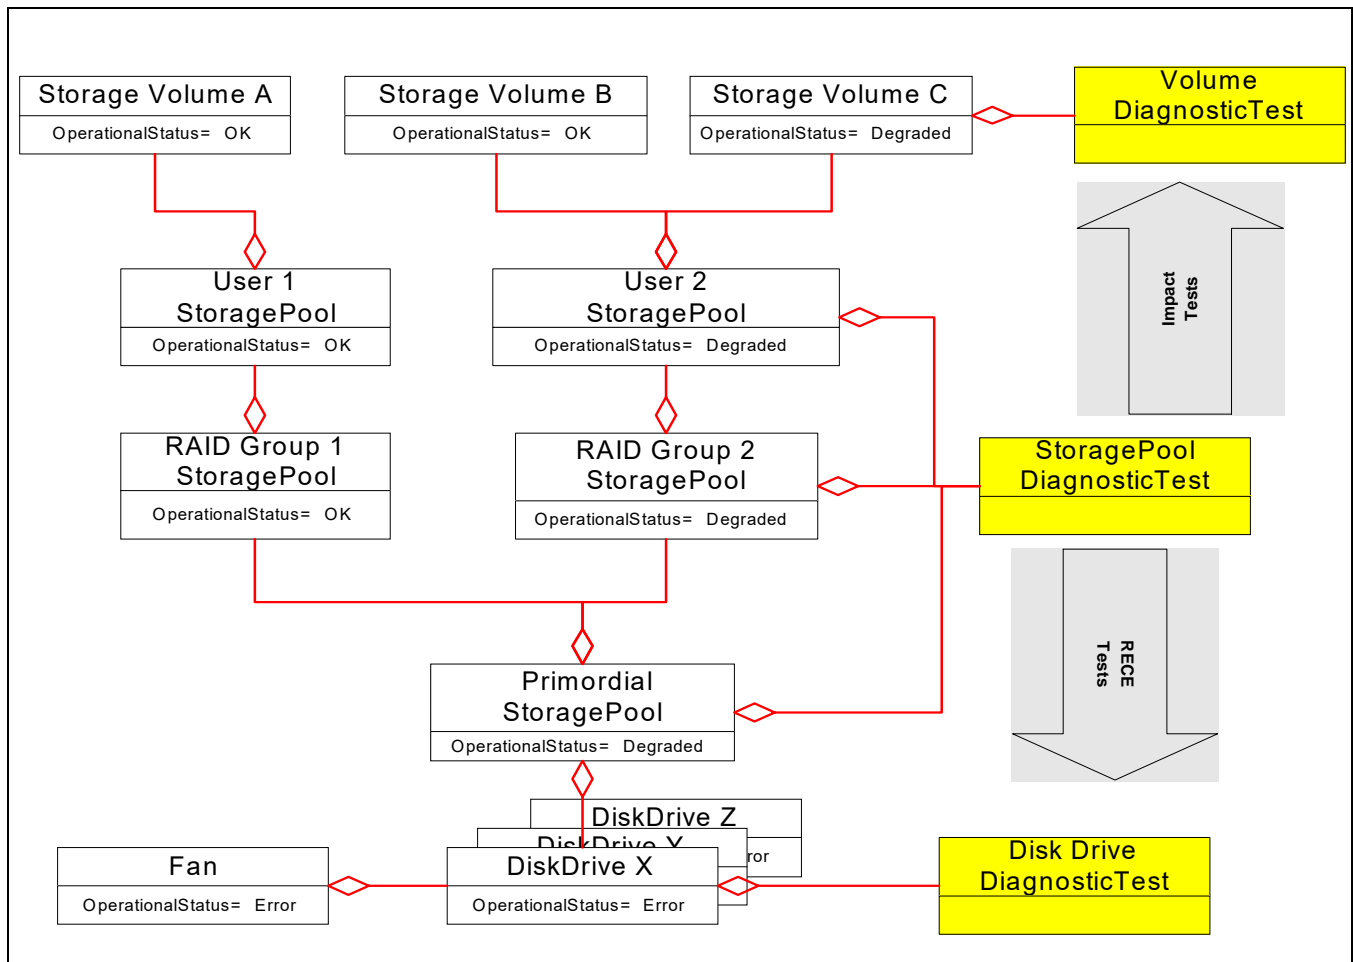 Storage Volume A
OperationalStatus= OK
Storage Volume B
OperationalStatus= OK
Storage Volume C
OperationalStatus= Degraded
Volume
DiagnosticTest
Impact
Tests
User 1
StoragePool
OperationalStatus= OK
User 2
StoragePool
OperationalStatus= Degraded
RAID Group 1
StoragePool
OperationalStatus= OK
RAID Group 2
StoragePool
OperationalStatus= Degraded
StoragePool
DiagnosticTest
RECE
Tests
Primordial
StoragePool
OperationalStatus= Degraded
DiskDrive Z
ror
DiskDrive Y
Fan
OperationalStatus= Error
DiskDrive X
OperationalStatus= Error
Disk Drive
DiagnosticTest